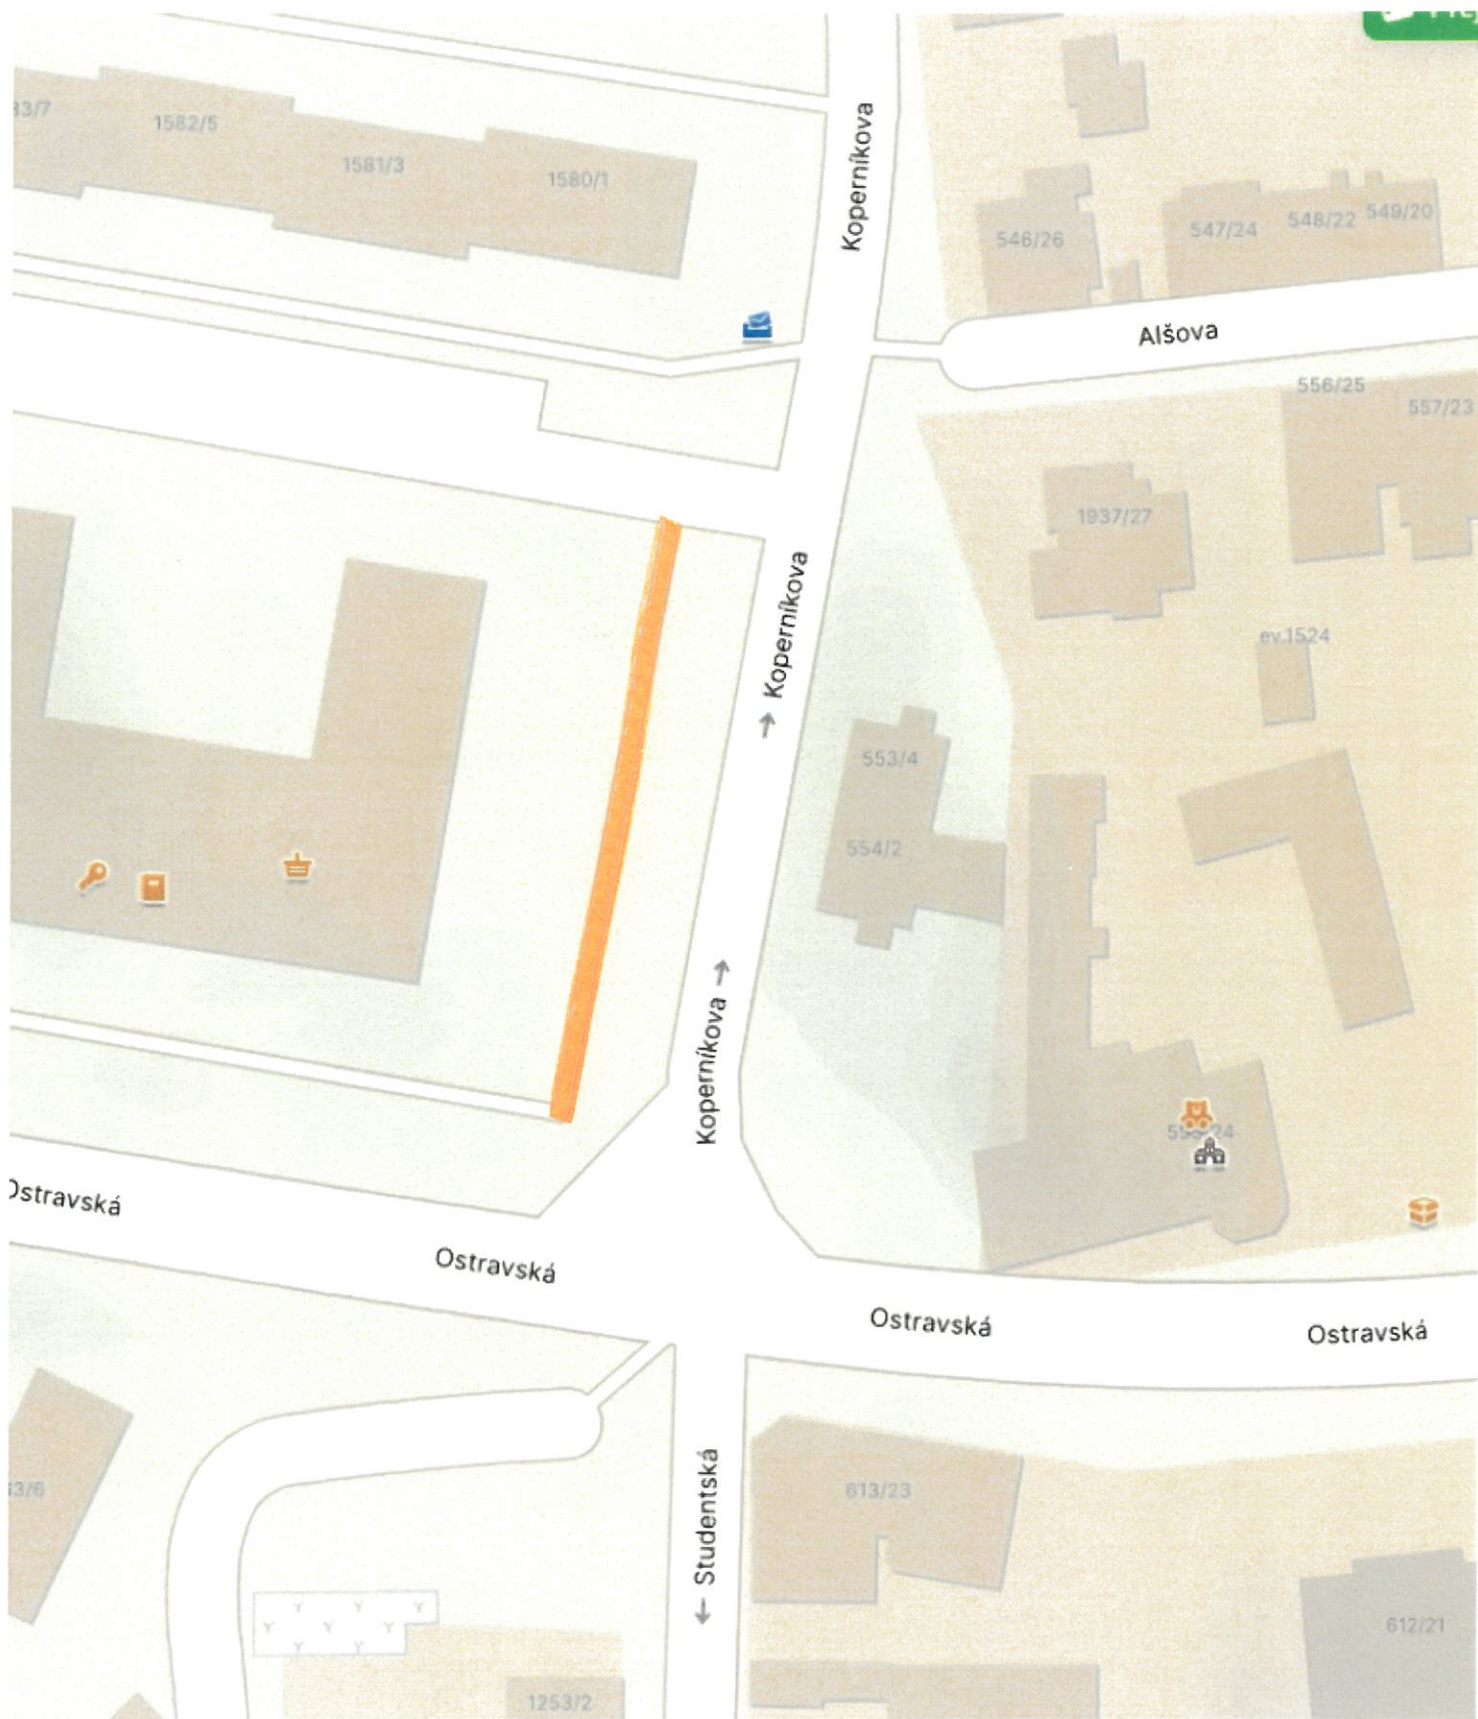 1582/5
1581/3
1580/1
Koperníkova
546/26
547/24
548/22
549/20
Alšova
556/25
557/23
1937/27
Koperníkova
ev.1524
553/4
554/2
Koperníkova
Ostravská
Ostravská
Ostravská
Ostravská
Studentská
613/23
612/21
1253/2